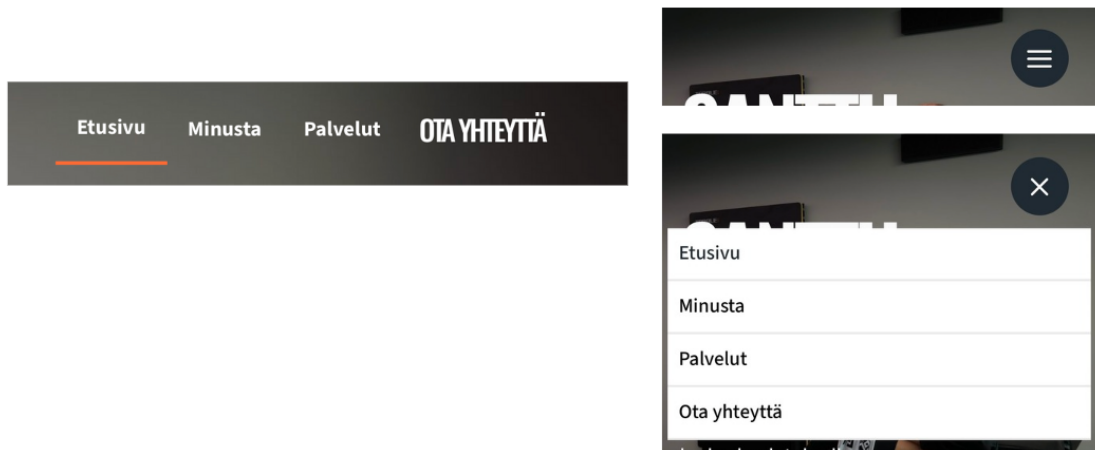 Etusivu
Minusta
Palvelut
OTA YHTEYTTÄ
Etusivu
Minusta
Palvelut
Ota yhteyttä